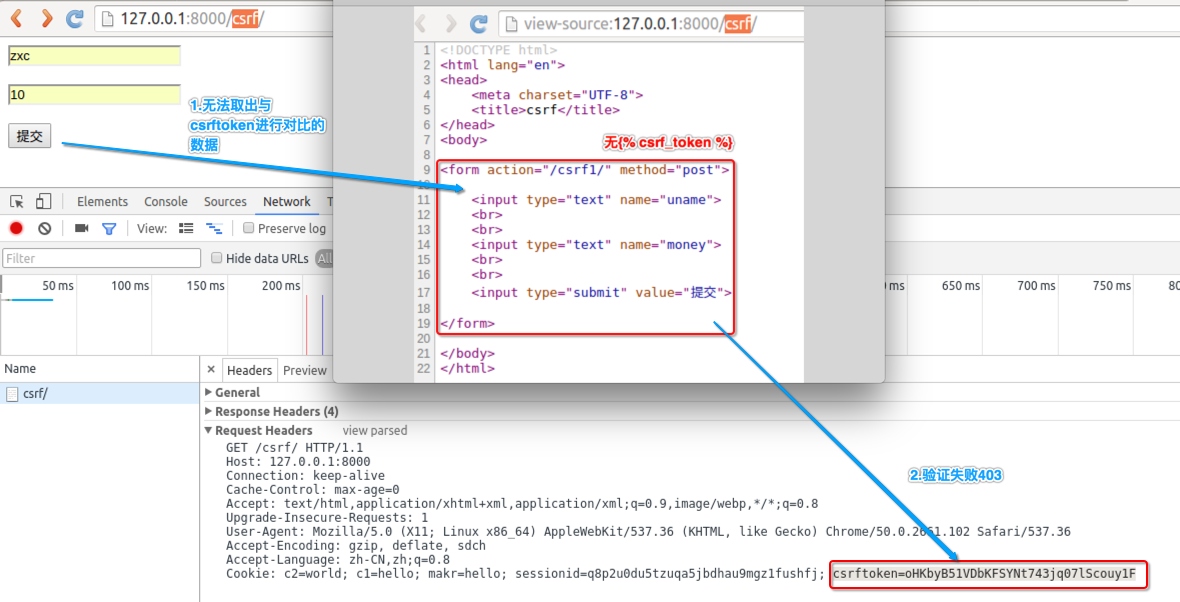 127.0.0.1:8000/csrf/
zxc
10
提交
1.无法取出与
csrftoken进行对比的
数据
view-source:127.0.0.1:8000/csrf/
1 <!DOCTYPE html>
2 <html lang="en">
3 <head>
4 <meta charset="UTF-8">
5 <title>csrf</title>
6 </head>
7 <body>
无{% csrf_token %}
8
9 <form action="/csrf1/" method="post">
11 <input type="text" name="uname">
12 <br>
13 <br>
14 <input type="text" name="money">
15 <br>
16 <br>
17 <input type="submit" value="提交">
18
19 </form>
20
21 </body>
22 </html>
Elements Console Sources Network
View: Preserve log
Filter Hide data URLs All
50 ms 100 ms 150 ms 200 ms ms 650 ms 700 ms 750 ms 80
Name × Headers Preview
csrf/
General
Response Headers (4)
Request Headers view parsed
GET /csrf/ HTTP/1.1
Host: 127.0.0.1:8000
Connection: keep-alive
Cache-Control: max-age=0
Accept: text/html,application/xhtml+xml,application/xml;q=0.9,image/webp,*/*;q=0.8
Upgrade-Insecure-Requests: 1
User-Agent: Mozilla/5.0 (X11; Linux x86_64) AppleWebKit/537.36 (KHTML, like Gecko) Chrome/50.0.2661.102 Safari/537.36
Accept-Encoding: gzip, deflate, sdch
Accept-Language: zh-CN,zh;q=0.8
Cookie: c2=world; c1=hello; makr=hello; sessionid=q8p2u0du5tzuqa5jbdhau9mgz1fushfj; csrftoken=oHKbyB51VDbKFSYNt743jq07lScouy1F
2.验证失败403